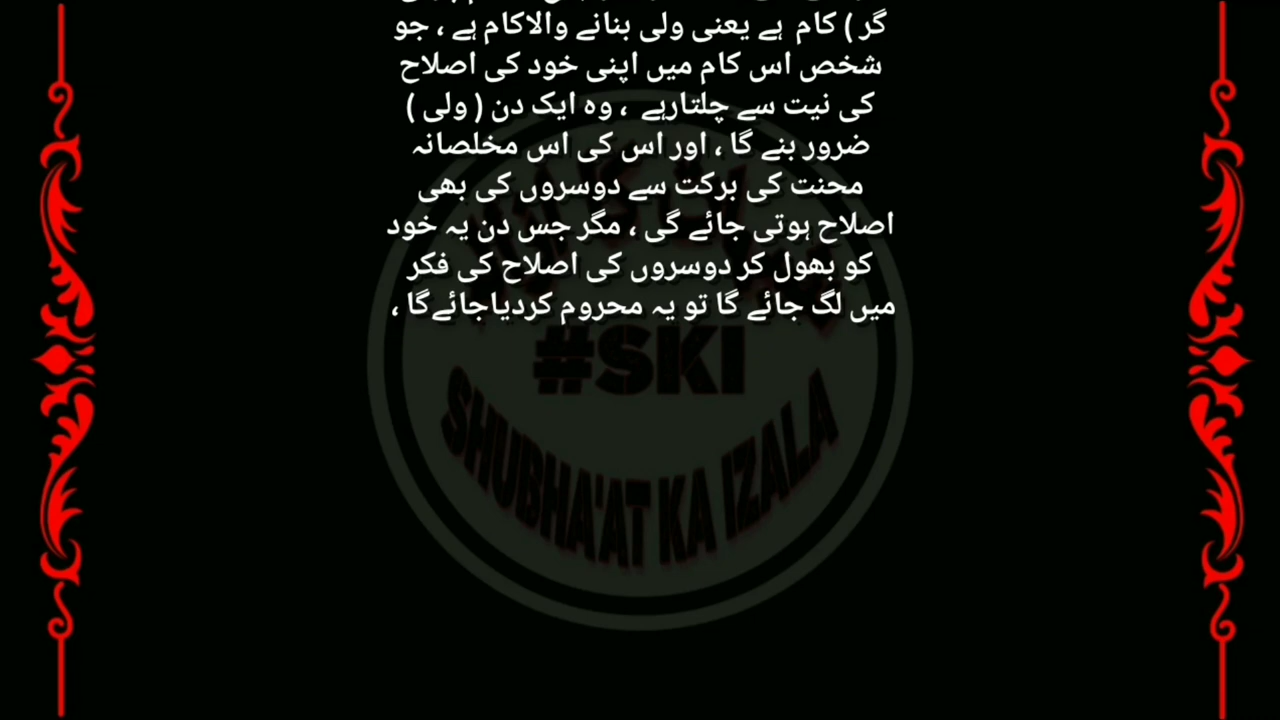 گر ) کام ہے یعنی ولی بنانے والاکام ہے ، جو
شخص اس کام میں اپنی خود کی اصلاح
کی نیت سے چلتارہے ، وہ ایک دن ( ولی )
ضرور بنے گا ، اور اس کی اس مخلصانہ
محنت کی برکت سے دوسروں کی بھی
اصلاح ہوتی جائے گی ، مگر جس دن یہ خود
کو بھول کر دوسروں کی اصلاح کی فکر
میں لگ جائے گا تو یہ محروم کردیاجائےگا ،
#SKI
SHUBHA'AT KA IZALA